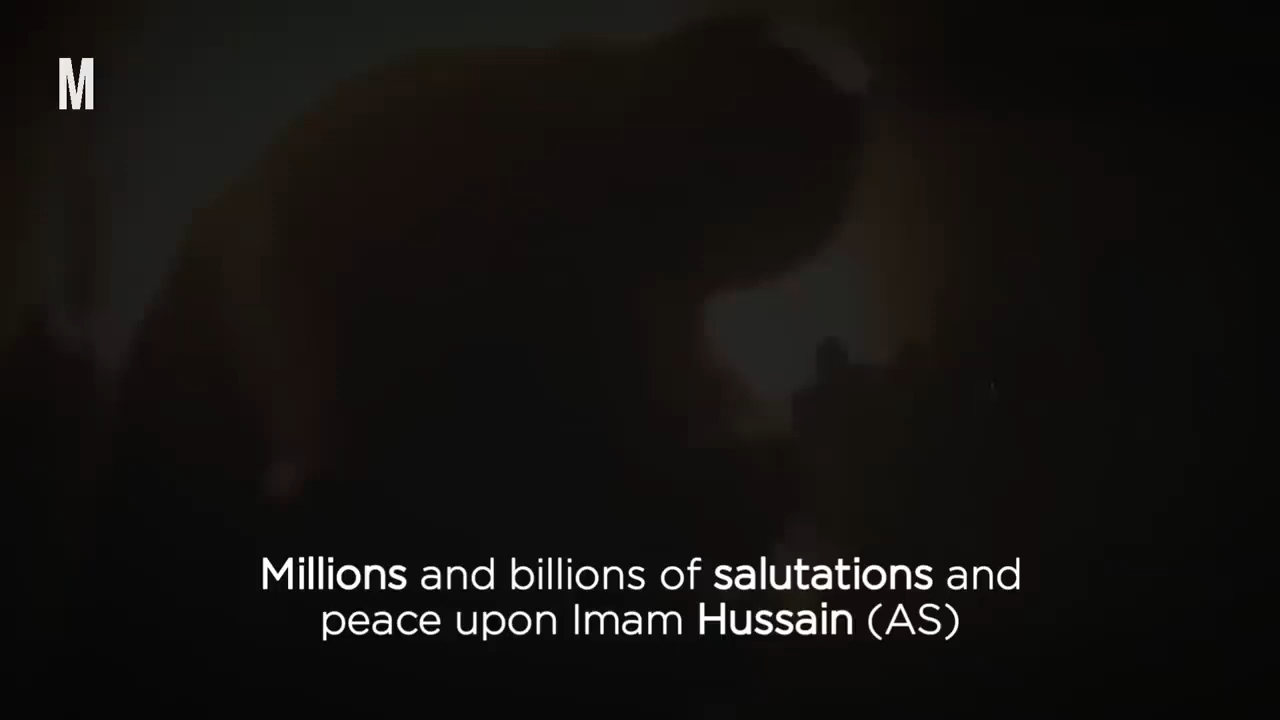 M
Millions and billions of salutations and
peace upon Imam Hussain (AS)